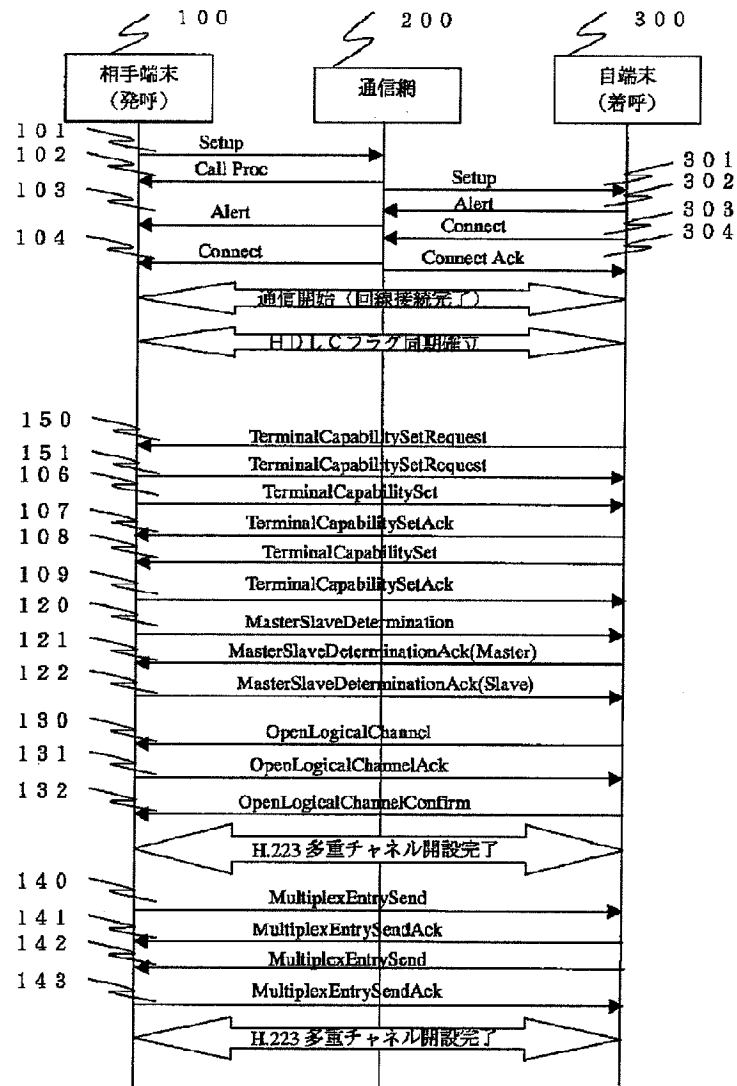 １００
２００
３００
相手端末
（発呼）
通信網
自端末
（着呼）
１０１
Setup
１０２
Call Proc
３０１
Setup
３０２
１０３
Alert
Alert
３０３
Connect
３０４
１０４
Connect
Connect Ack
通信開始（回線接続完了）
ＨＤＬＣフラグ同期確立
１５０
TerminalCapabilitySetRequest
１５１
TerminalCapabilitySetRequest
１０６
TerminalCapabilitySet
１０７
TerminalCapabilitySetAck
１０８
TerminalCapabilitySet
１０９
TerminalCapabilitySetAck
１２０
MasterSlaveDetermination
１２１
MasterSlaveDeterminationAck(Master)
１２２
MasterSlaveDeterminationAck(Slave)
１３０
OpenLogicalChannel
１３１
OpenLogicalChannelAck
１３２
OpenLogicalChannelConfirm
H.223 多重チャネル開設完了
１４０
MultiplexEntrySend
１４１
MultiplexEntrySendAck
１４２
MultiplexEntrySend
１４３
MultiplexEntrySendAck
H.223 多重チャネル開設完了